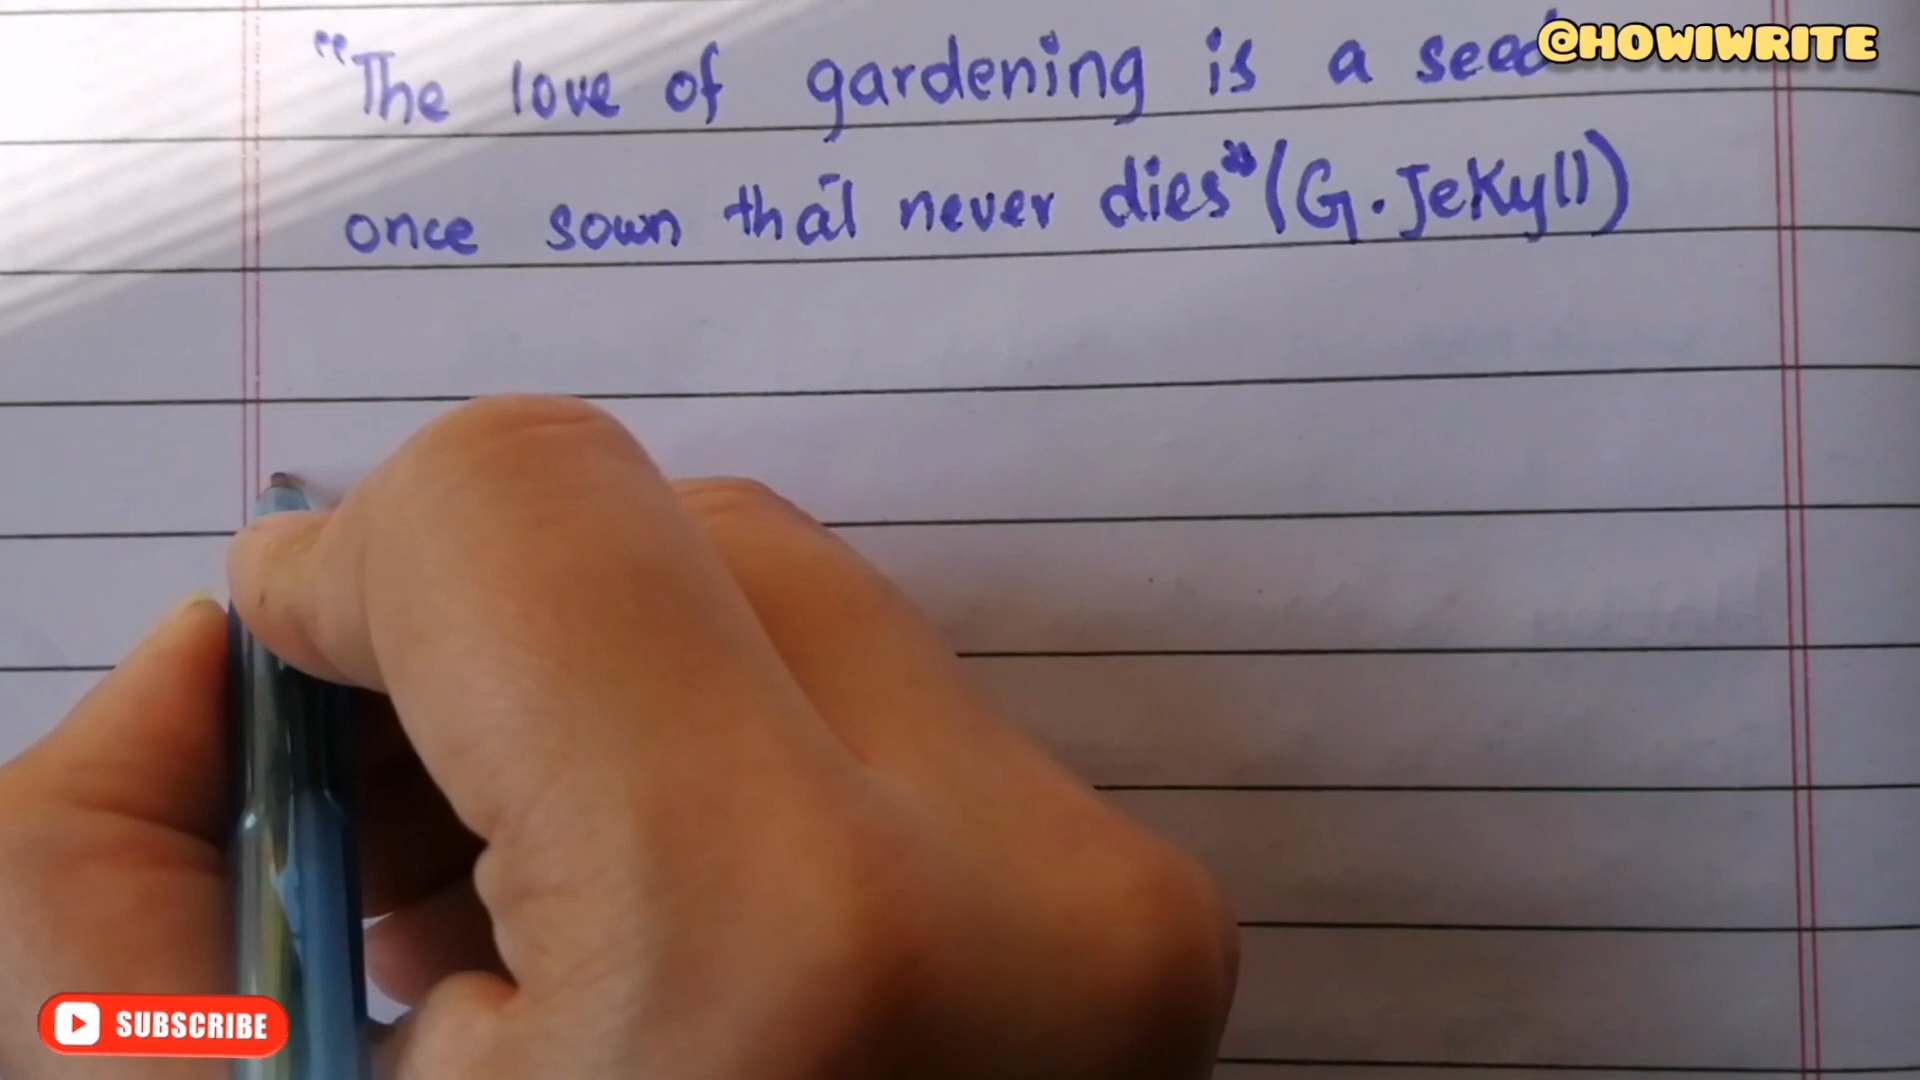 "The love of gardening is a seed
@HOWIWRITE
once sown that never dies" (G. Jekyll)
SUBSCRIBE